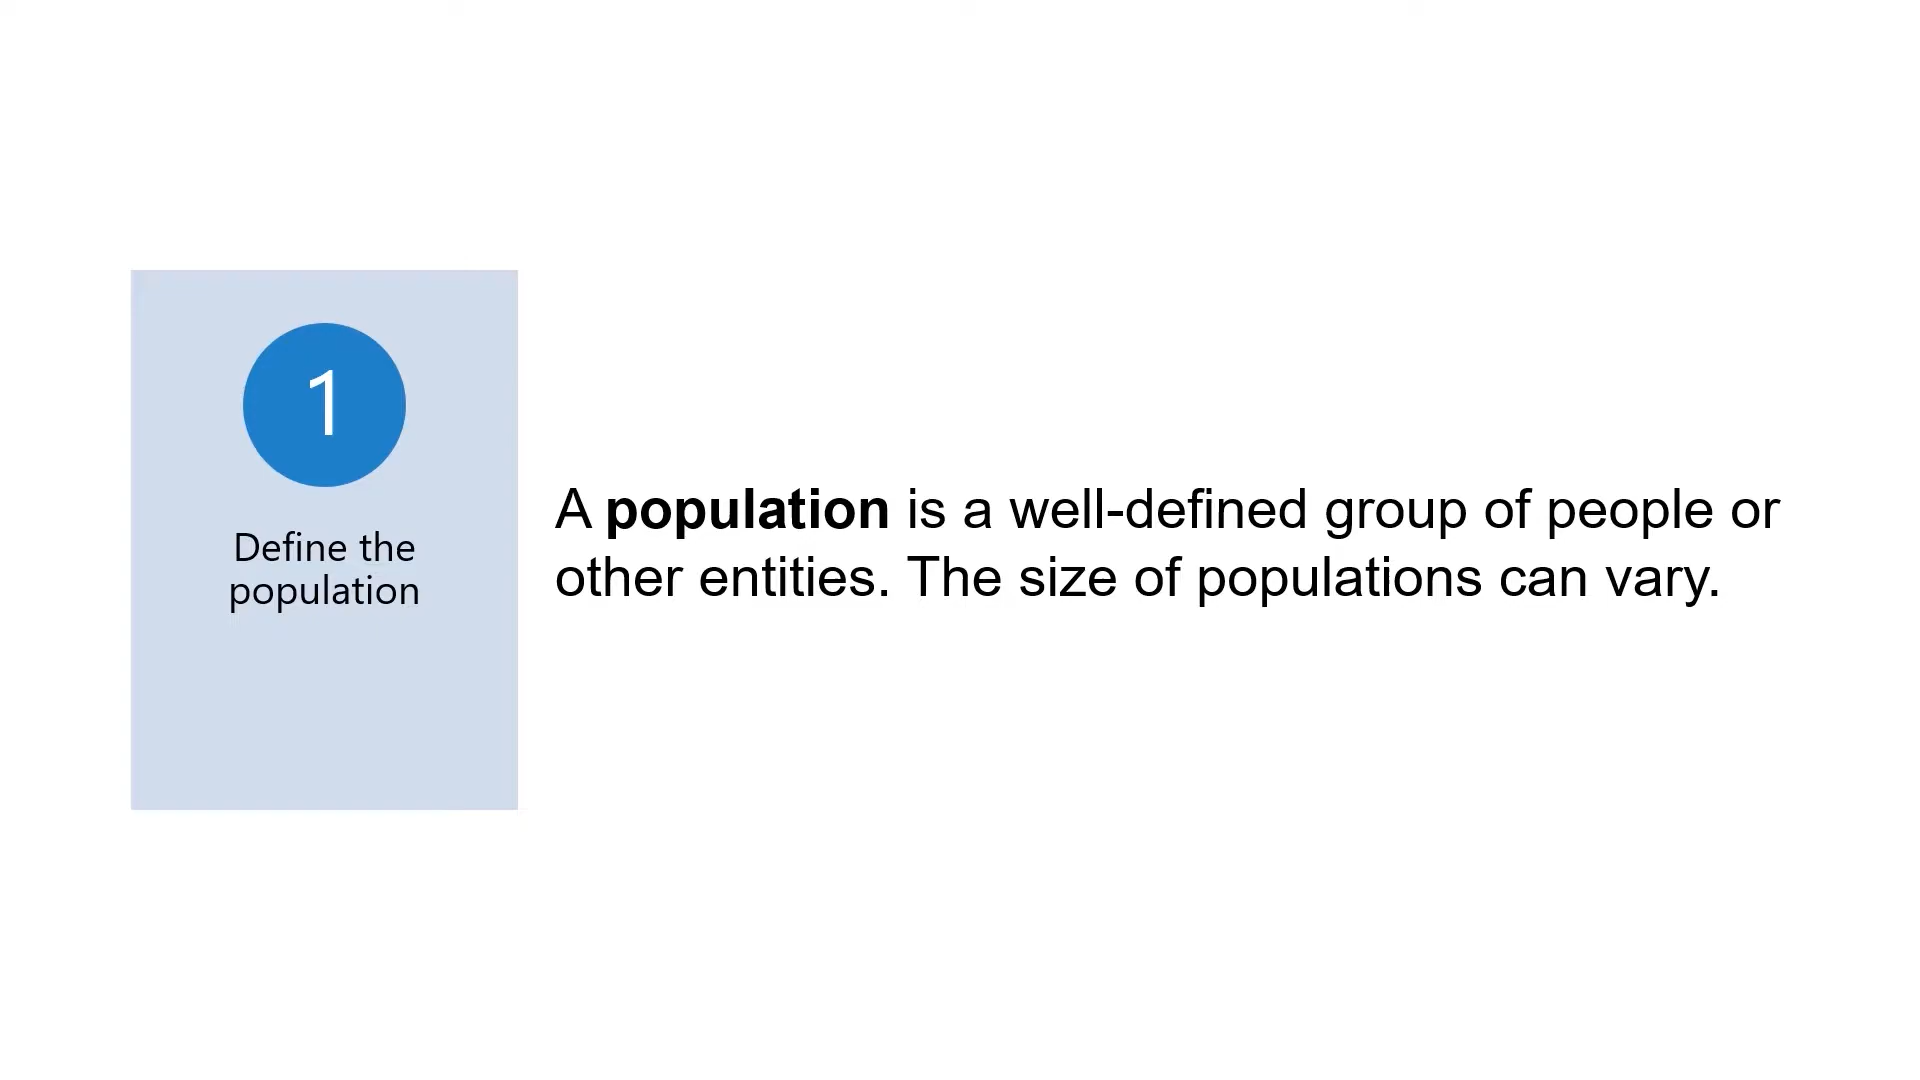 1
Define the
population
A population is a well-defined group of people or
other entities. The size of populations can vary.